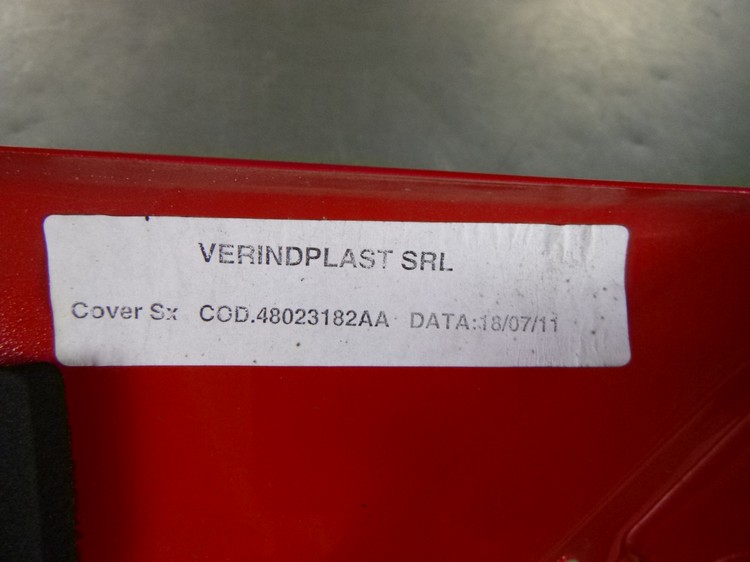 VERINDPLAST SRL
Cover Sx COD.48023182AA DATA:18/07/11